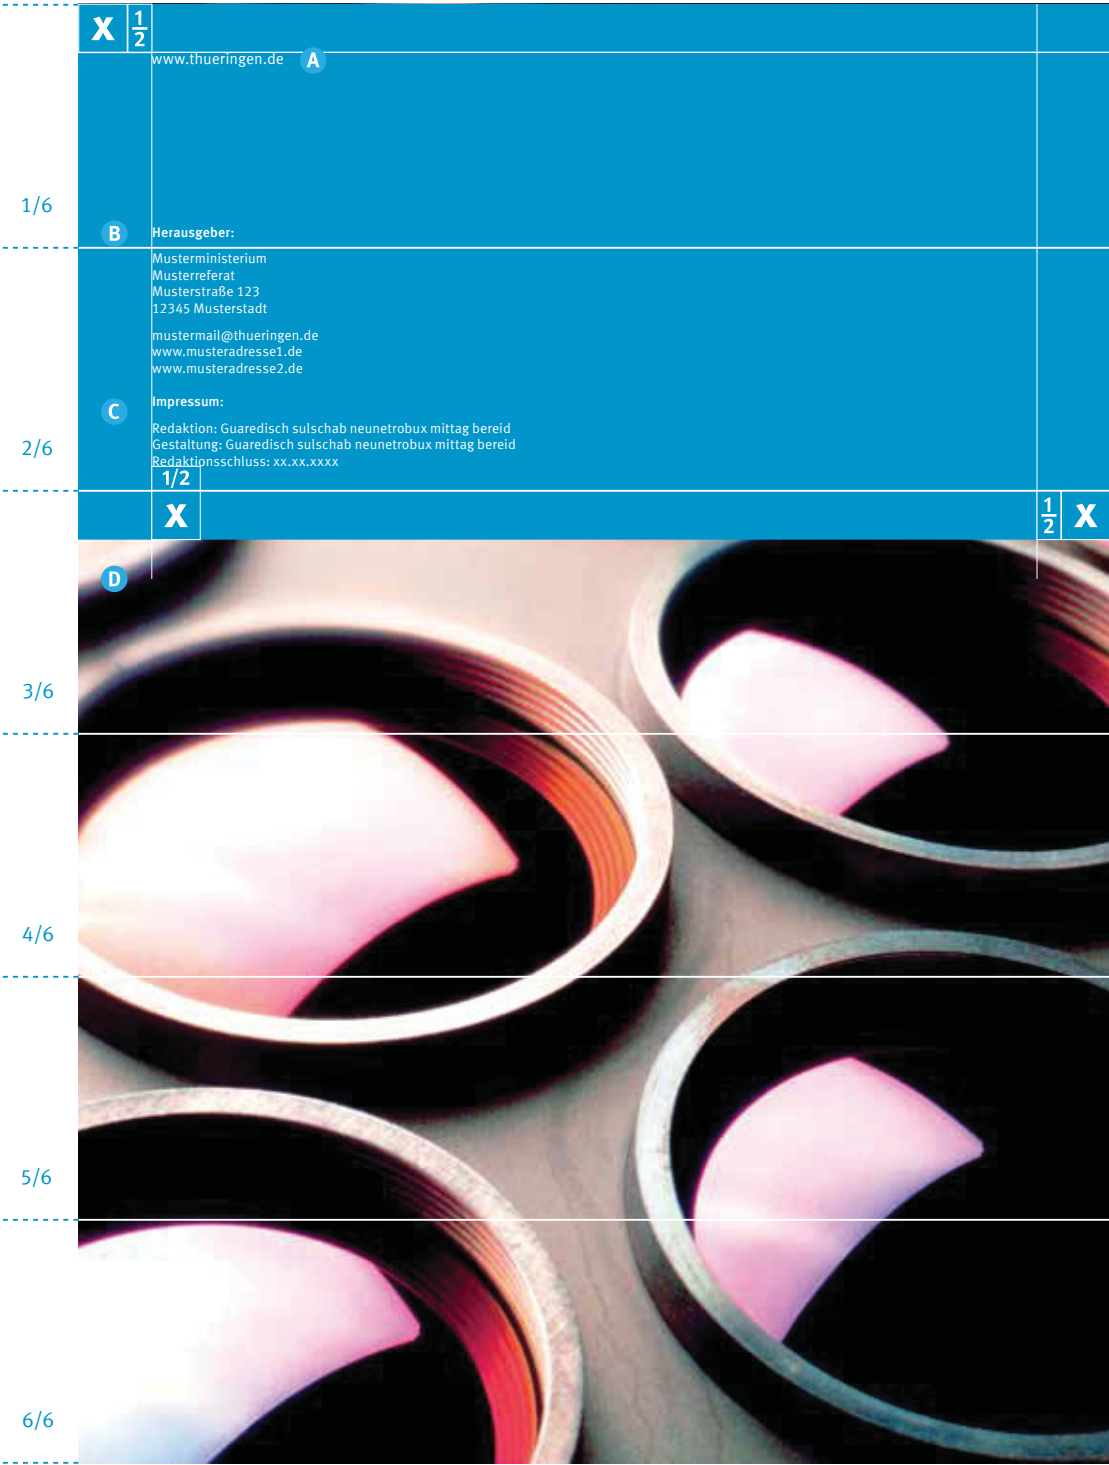 X 1/2
www.thueringen.de A
1/6
B Herausgeber:
Musterministerium
Musterreferat
Musterstraße 123
12345 Musterstadt
mustermail@thueringen.de
www.musteradresse1.de
www.musteradresse2.de
C Impressum:
Redaktion: Guaredisch sulschab neunetrobux mittag bereid
Gestaltung: Guaredisch sulschab neunetrobux mittag bereid
2/6
Redaktionsschluss: xx.xx.xxxx
1/2
X
1/2 X
D
3/6
4/6
5/6
6/6